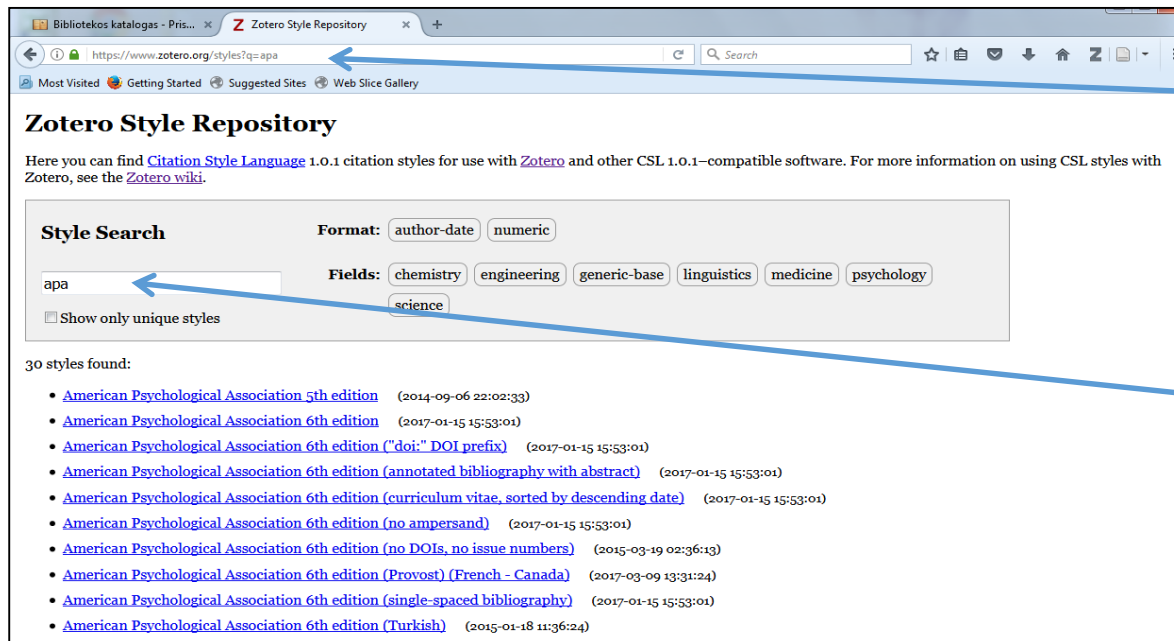 Bibliotekos katalogas - Pris...
Zotero Style Repository
https://www.zotero.org/styles?q=apa
Search
Most Visited Getting Started Suggested Sites Web Slice Gallery
Zotero Style Repository
Here you can find Citation Style Language 1.0.1 citation styles for use with Zotero and other CSL 1.0.1–compatible software. For more information on using CSL styles with
Zotero, see the Zotero wiki.
Style Search
Format: author-date numeric
Fields: chemistry engineering generic-base linguistics medicine psychology
science
apa
Show only unique styles
30 styles found:
• American Psychological Association 5th edition (2014-09-06 22:02:33)
• American Psychological Association 6th edition (2017-01-15 15:53:01)
• American Psychological Association 6th edition ("doi:" DOI prefix) (2017-01-15 15:53:01)
• American Psychological Association 6th edition (annotated bibliography with abstract) (2017-01-15 15:53:01)
• American Psychological Association 6th edition (curriculum vitae, sorted by descending date) (2017-01-15 15:53:01)
• American Psychological Association 6th edition (no ampersand) (2017-01-15 15:53:01)
• American Psychological Association 6th edition (no DOIs, no issue numbers) (2015-03-19 02:36:13)
• American Psychological Association 6th edition (Provost) (French - Canada) (2017-03-09 13:31:24)
• American Psychological Association 6th edition (single-spaced bibliography) (2017-01-15 15:53:01)
• American Psychological Association 6th edition (Turkish) (2015-01-18 11:36:24)